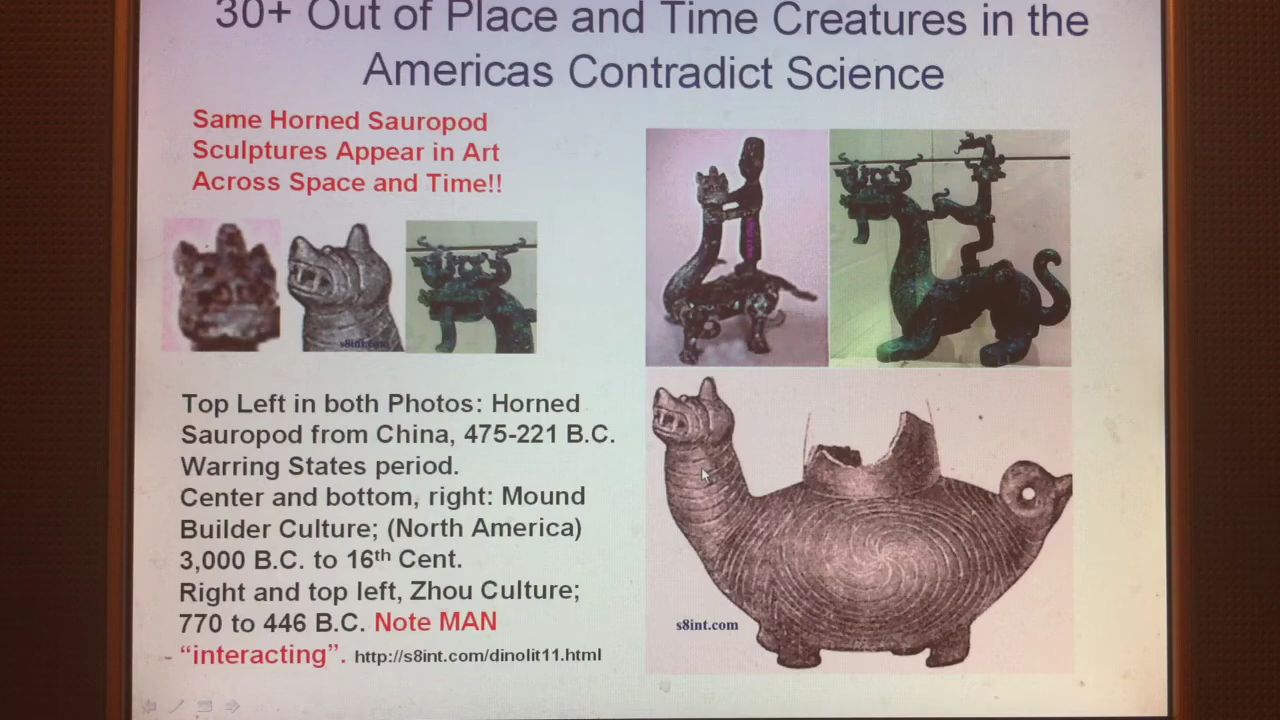 30+ Out of Place and Time Creatures in the
Americas Contradict Science
Same Horned Sauropod
Sculptures Appear in Art
Across Space and Time!!
s8int.com
Top Left in both Photos: Horned
Sauropod from China, 475-221 B.C.
Warring States period.
Center and bottom, right: Mound
Builder Culture; (North America)
3,000 B.C. to 16th Cent.
Right and top left, Zhou Culture;
770 to 446 B.C. Note MAN
“interacting”. http://s8int.com/dinolit11.html
s8int.com